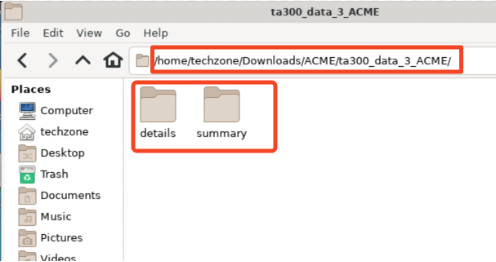 ta300_data_3_ACME
File Edit View Go Help
/home/techzone/Downloads/ACME/ta300_data_3_ACME/
Places
Computer
techzone
Desktop
Trash
Documents
Music
Pictures
Videos
details summary